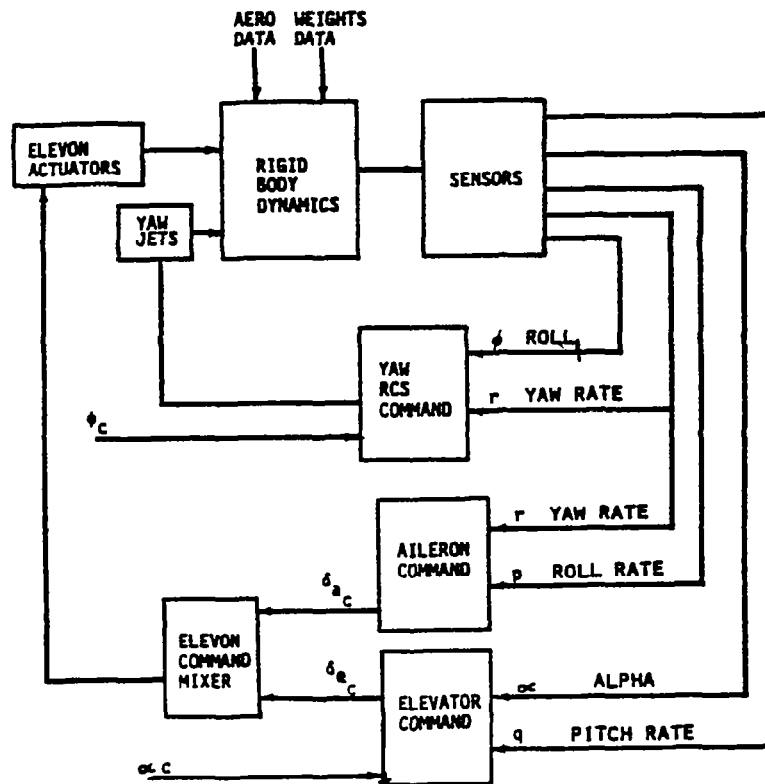 AERO WEIGHTS
DATA DATA
ELEVON
ACTUATORS
RIGID
BODY
DYNAMICS
SENSORS
YAW
JETS
ϕ ROLL
YAW
RCS
COMMAND
r YAW RATE
ϕc
r YAW RATE
AILERON
COMMAND
p ROLL RATE
δac
ELEVON
COMMAND
MIXER
δec
ELEVATOR
COMMAND
α ALPHA
q PITCH RATE
αc